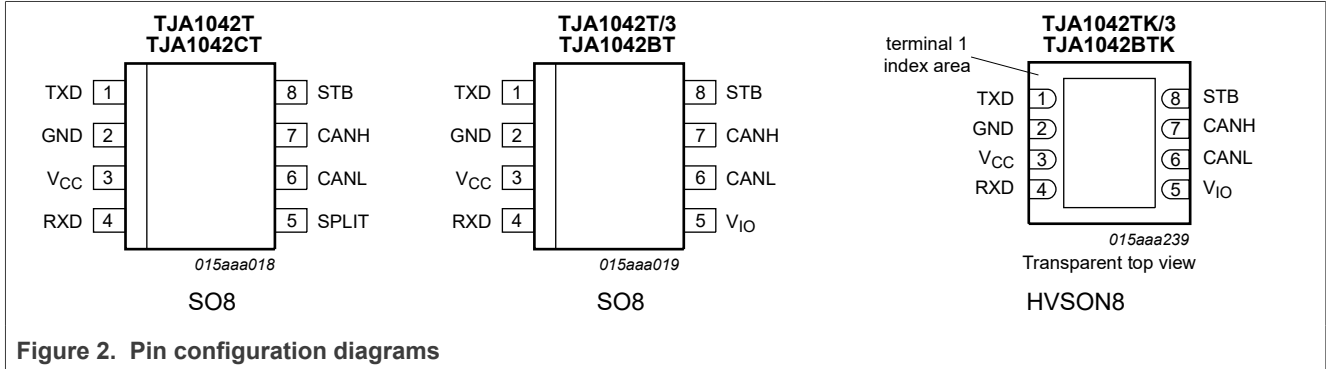 TJA1042T
TJA1042CT
TXD 1
GND 2
VCC 3
RXD 4
8 STB
7 CANH
6 CANL
5 SPLIT
015aaa018
SO8
TJA1042T/3
TJA1042BT
TXD 1
GND 2
VCC 3
RXD 4
8 STB
7 CANH
6 CANL
5 VIO
015aaa019
SO8
TJA1042TK/3
TJA1042BTK
terminal 1
index area
TXD 1
GND 2
VCC 3
RXD 4
8 STB
7 CANH
6 CANL
5 VIO
015aaa239
Transparent top view
HVSON8
Figure 2. Pin configuration diagrams